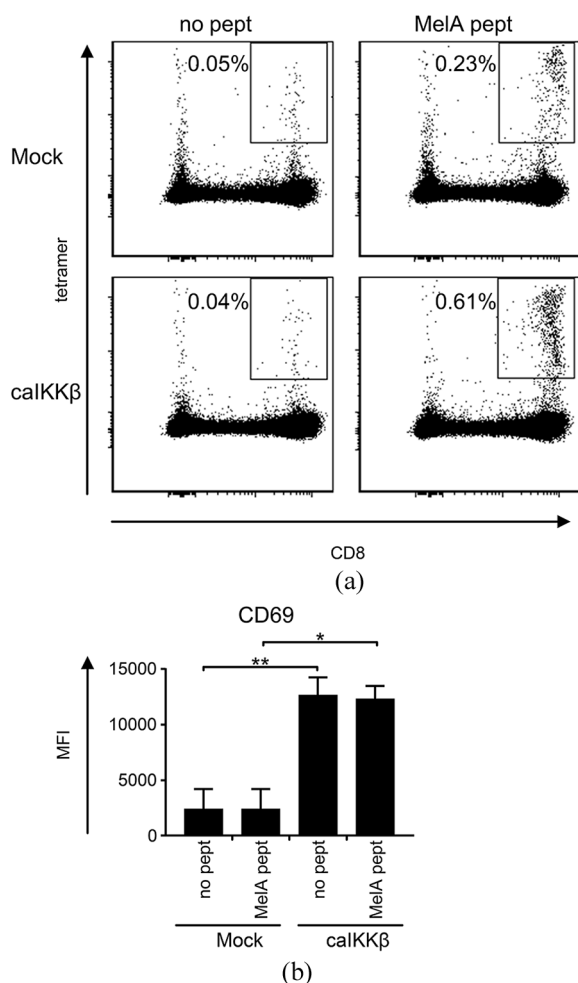 no pept
MelA pept
0.05%
0.23%
Mock
tetramer
0.04%
0.61%
caIKKβ
CD8
(a)
CD69
*
**
15000
10000
5000
0
MFI
no pept
MelA pept
no pept
MelA pept
Mock
caIKKβ
(b)